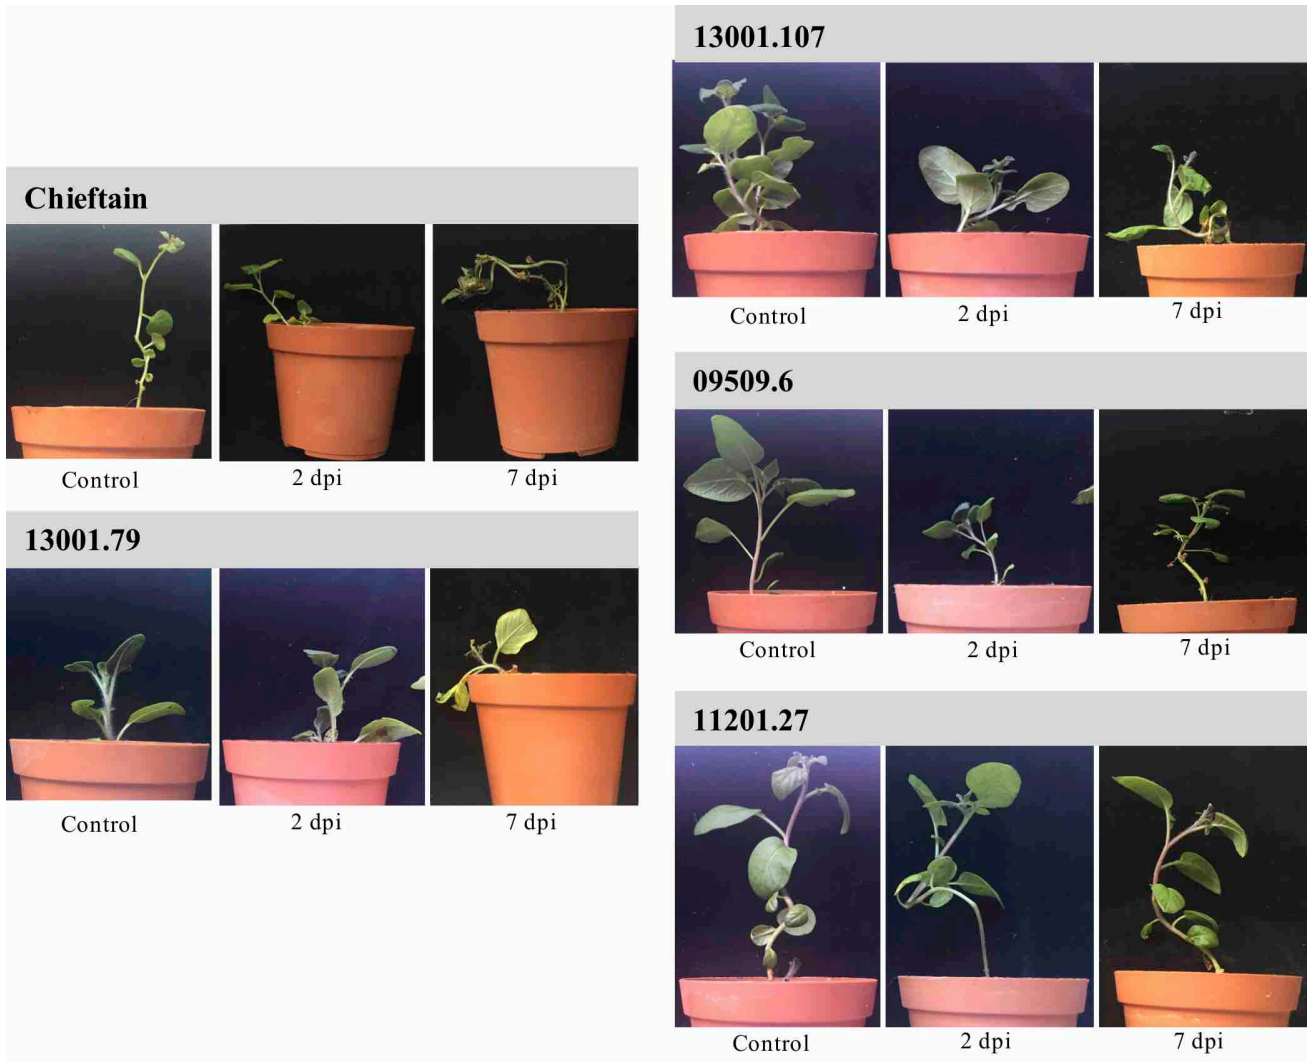 Chieftain
Control
2 dpi
7 dpi
13001.79
Control
2 dpi
7 dpi
13001.107
Control
2 dpi
7 dpi
09509.6
Control
2 dpi
7 dpi
11201.27
Control
2 dpi
7 dpi